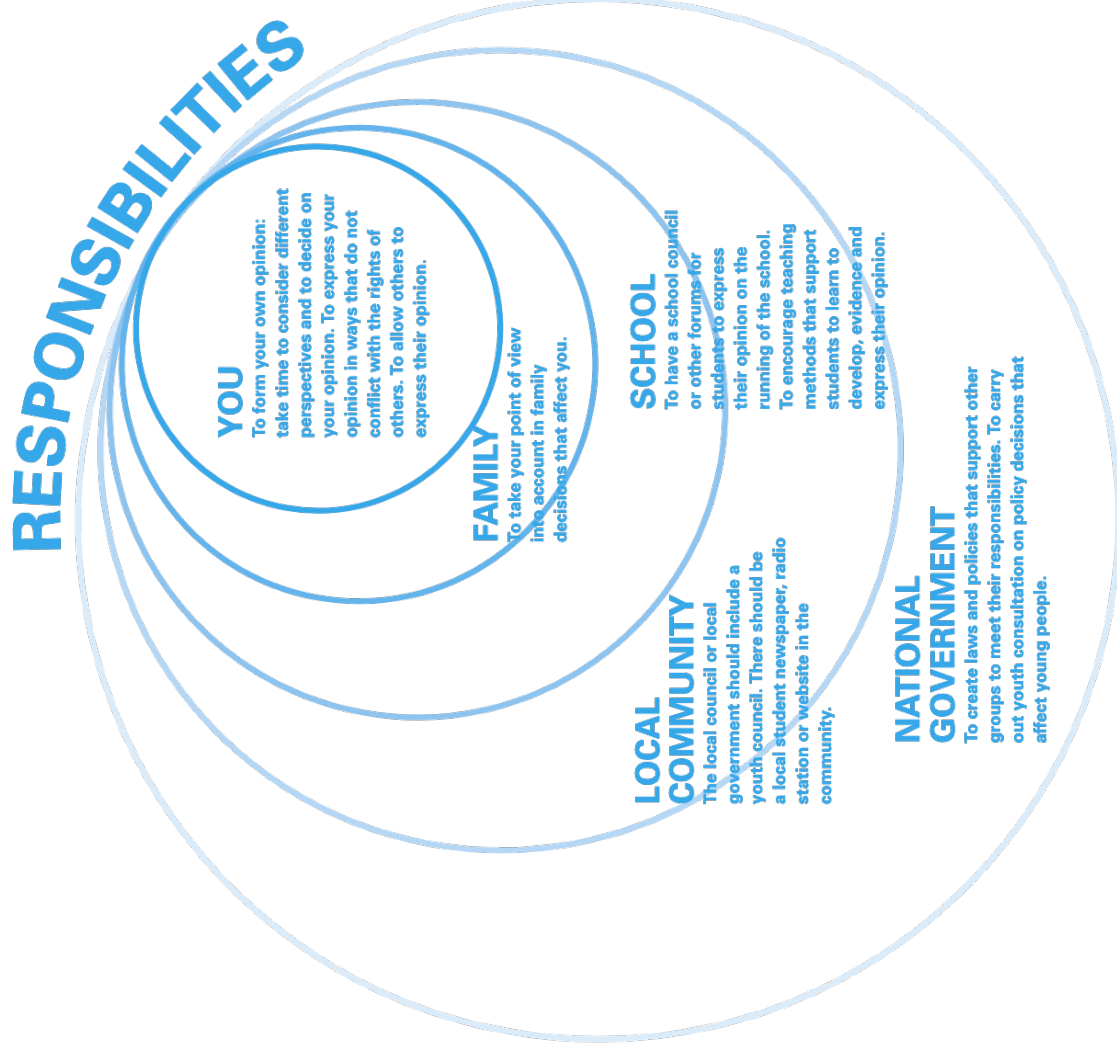 RESPONSIBILITIES
YOU
To form your own opinion:
take time to consider different
perspectives and to decide on
your opinion. To express your
opinion in ways that do not
conflict with the rights of
others. To allow others to
express their opinion.
FAMILY
To take your point of view
into account in family
decisions that affect you.
SCHOOL
To have a school council
or other forums for
students to express
their opinion on the
running of the school.
To encourage teaching
methods that support
students to learn to
develop, evidence and
express their opinion.
LOCAL
COMMUNITY
The local council or local
government should include a
youth council. There should be
a local student newspaper, radio
station or website in the
community.
NATIONAL
GOVERNMENT
To create laws and policies that support other
groups to meet their responsibilities. To carry
out youth consultation on policy decisions that
affect young people.